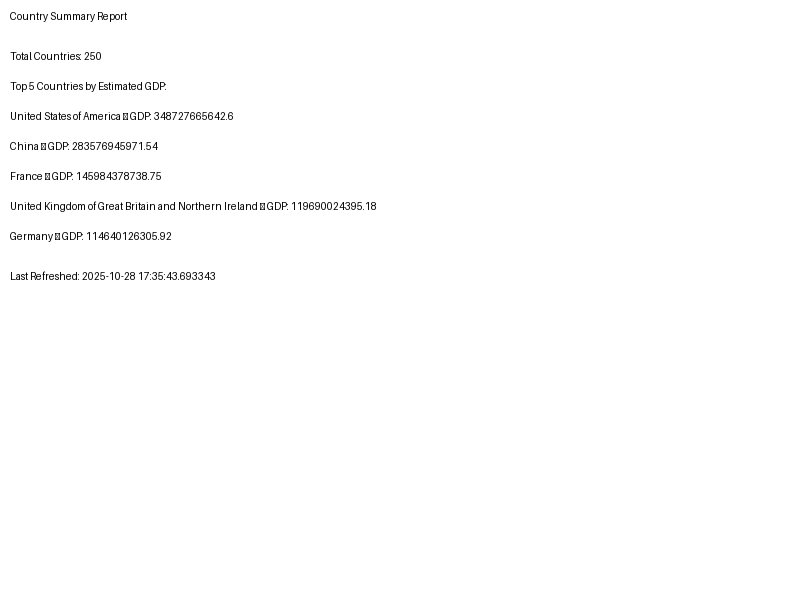 Country Summary Report
Total Countries: 250
Top 5 Countries by Estimated GDP:
United States of America □ GDP: 348727665642.6
China □ GDP: 283576945971.54
France □ GDP: 145984378738.75
United Kingdom of Great Britain and Northern Ireland □ GDP: 119690024395.18
Germany □ GDP: 114640126305.92
Last Refreshed: 2025-10-28 17:35:43.693343